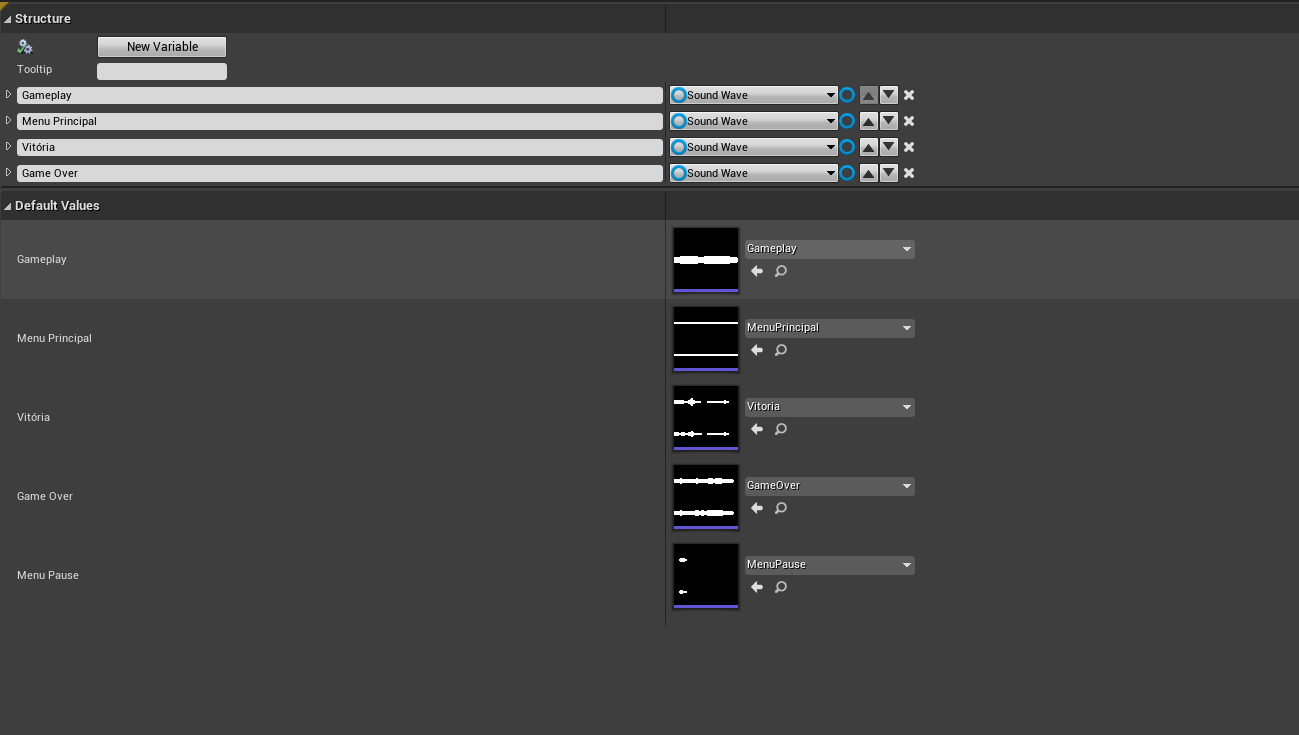 Structure
New Variable
Tooltip
Gameplay Sound Wave
Menu Principal Sound Wave
Vitória Sound Wave
Game Over Sound Wave
Default Values
Gameplay Gameplay
Menu Principal MenuPrincipal
Vitória Vitoria
Game Over GameOver
Menu Pause MenuPause